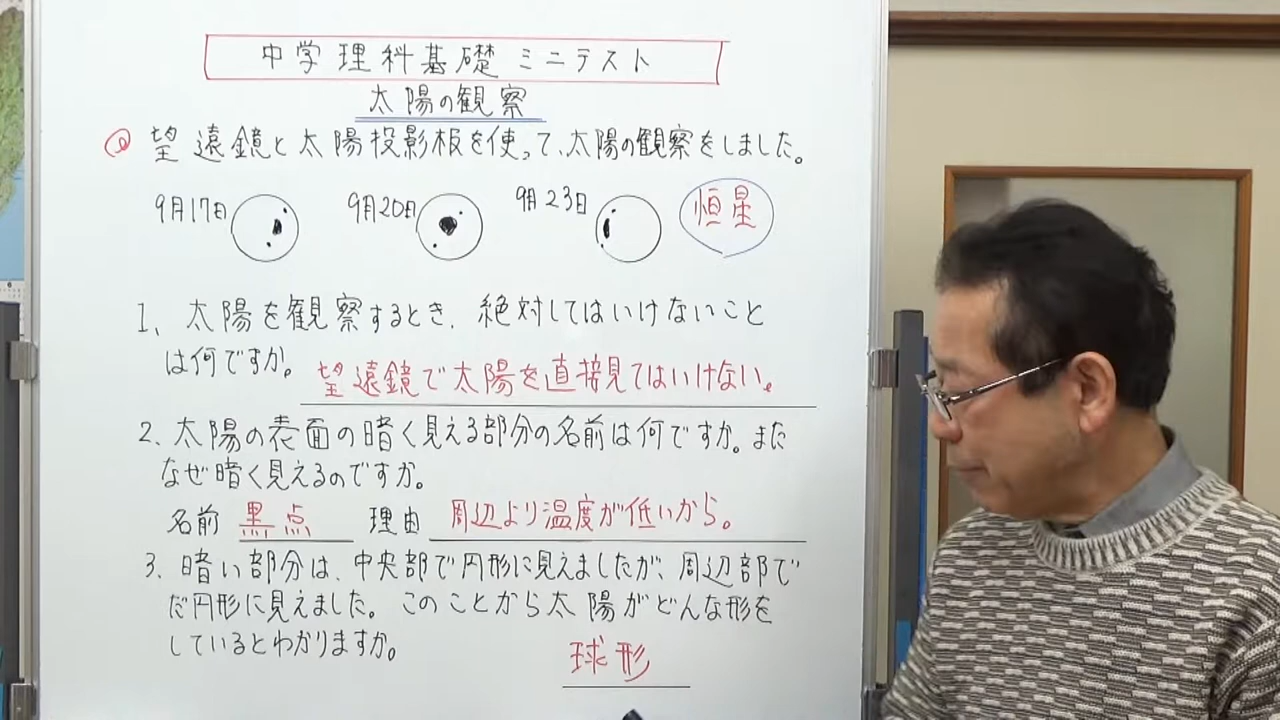 中学理科基礎ミニテスト
太陽の観察
望遠鏡と太陽投影板を使って、太陽の観察をしました。
9月17日 9月20日 9月23日 恒星
1、太陽を観察するとき、絶対してはいけないこと
は何ですか。 望遠鏡で太陽を直接見てはいけない。
2、太陽の表面の暗く見える部分の名前は何ですか。また
なぜ暗く見えるのですか。
名前 黒点 理由 周辺より温度が低いから。
3、暗い部分は、中央部で円形に見えましたが、周辺部で
だ円形に見えました。このことから太陽がどんな形を
しているとわかりますか。
球形